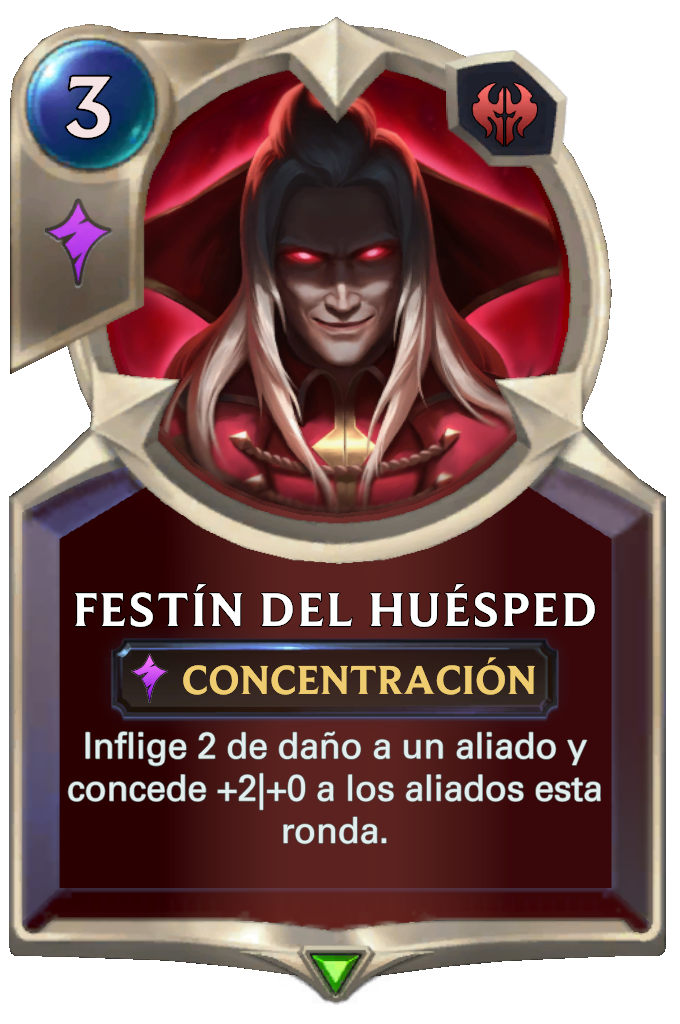 3
FESTÍN DEL HUÉSPED
CONCENTRACIÓN
Inflige 2 de daño a un aliado y
concede +2|+0 a los aliados esta
ronda.